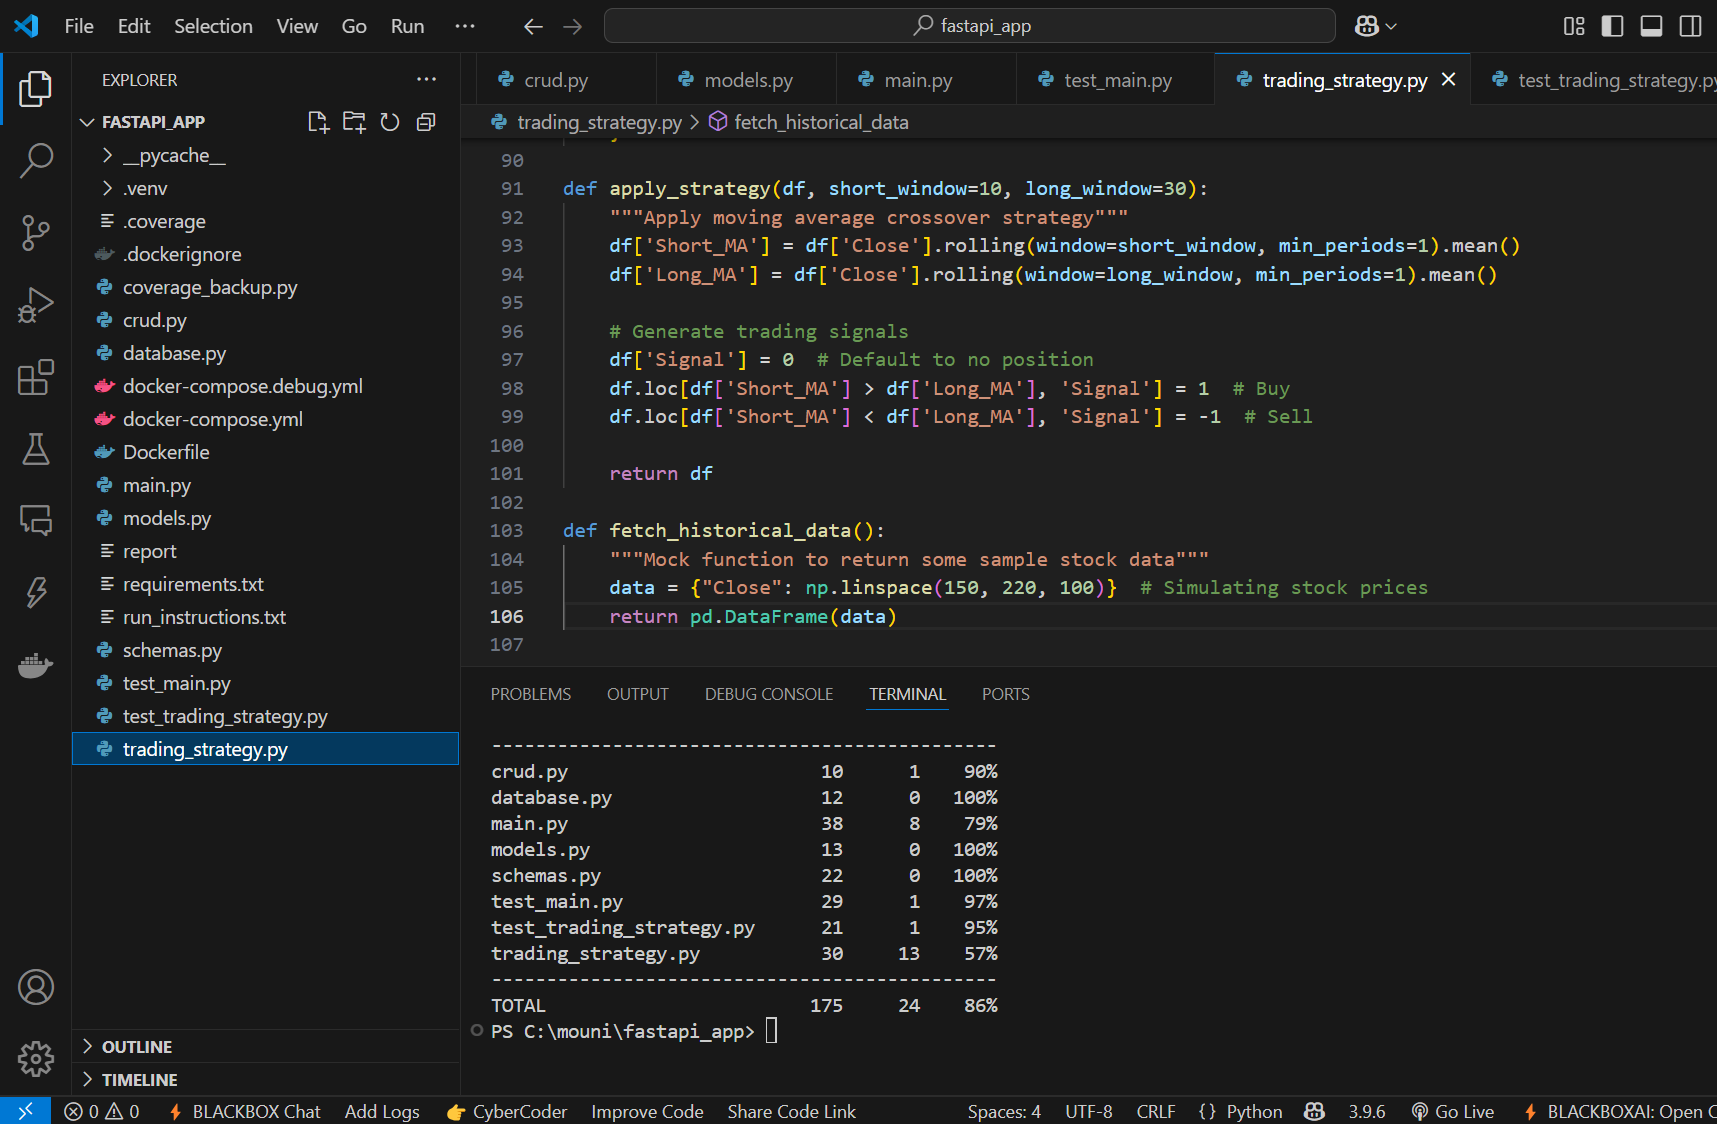 File Edit Selection View Go Run ··· fastapi_app
EXPLORER ···
FASTAPI_APP
__pycache__
.venv
.coverage
.dockerignore
coverage_backup.py
crud.py
database.py
docker-compose.debug.yml
docker-compose.yml
Dockerfile
main.py
models.py
report
requirements.txt
run_instructions.txt
schemas.py
test_main.py
test_trading_strategy.py
trading_strategy.py
OUTLINE
TIMELINE
crud.py models.py main.py test_main.py trading_strategy.py test_trading_strategy.py
trading_strategy.py > fetch_historical_data
90
91 def apply_strategy(df, short_window=10, long_window=30):
92 """Apply moving average crossover strategy"""
93 df['Short_MA'] = df['Close'].rolling(window=short_window, min_periods=1).mean()
94 df['Long_MA'] = df['Close'].rolling(window=long_window, min_periods=1).mean()
95
96 # Generate trading signals
97 df['Signal'] = 0 # Default to no position
98 df.loc[df['Short_MA'] > df['Long_MA'], 'Signal'] = 1 # Buy
99 df.loc[df['Short_MA'] < df['Long_MA'], 'Signal'] = -1 # Sell
100
101 return df
102
103 def fetch_historical_data():
104 """Mock function to return some sample stock data"""
105 data = {"Close": np.linspace(150, 220, 100)} # Simulating stock prices
106 return pd.DataFrame(data)
107
PROBLEMS OUTPUT DEBUG CONSOLE TERMINAL PORTS
----------------------------------------------
crud.py 10 1 90%
database.py 12 0 100%
main.py 38 8 79%
models.py 13 0 100%
schemas.py 22 0 100%
test_main.py 29 1 97%
test_trading_strategy.py 21 1 95%
trading_strategy.py 30 13 57%
----------------------------------------------
TOTAL 175 24 86%
PS C:\mouni\fastapi_app>
0 0 BLACKBOX Chat Add Logs CyberCoder Improve Code Share Code Link Spaces: 4 UTF-8 CRLF {} Python 3.9.6 Go Live BLACKBOXAI: Open